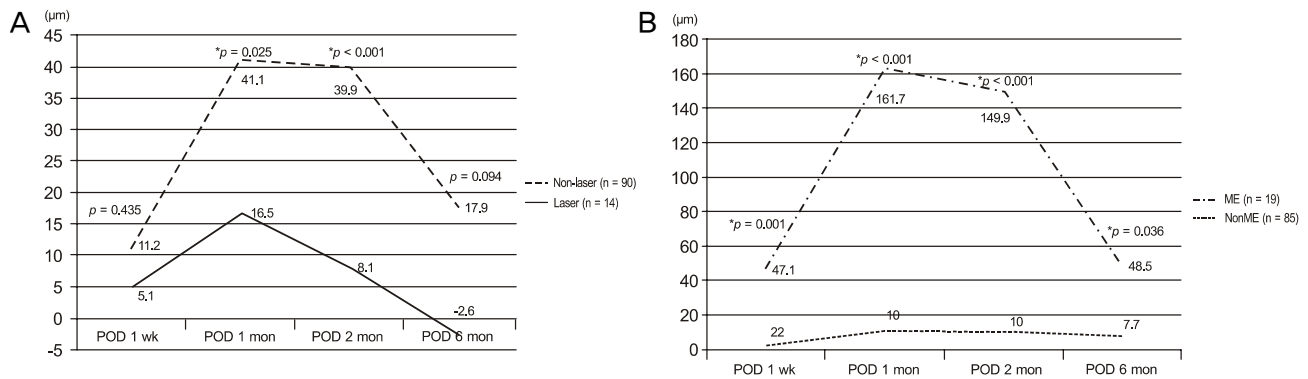 A
(μm)
45
40
35
30
25
20
15
10
5
0
-5
*p = 0.025
*p < 0.001
41.1
39.9
p = 0.094
17.9
p = 0.435
11.2
16.5
5.1
8.1
-2.6
POD 1 wk
POD 1 mon
POD 2 mon
POD 6 mon
Non-laser (n = 90)
Laser (n = 14)
B
(μm)
180
160
140
120
100
80
60
40
20
0
*p < 0.001
*p < 0.001
161.7
149.9
*p = 0.001
*p = 0.036
47.1
48.5
22
10
10
7.7
POD 1 wk
POD 1 mon
POD 2 mon
POD 6 mon
ME (n = 19)
NonME (n = 85)